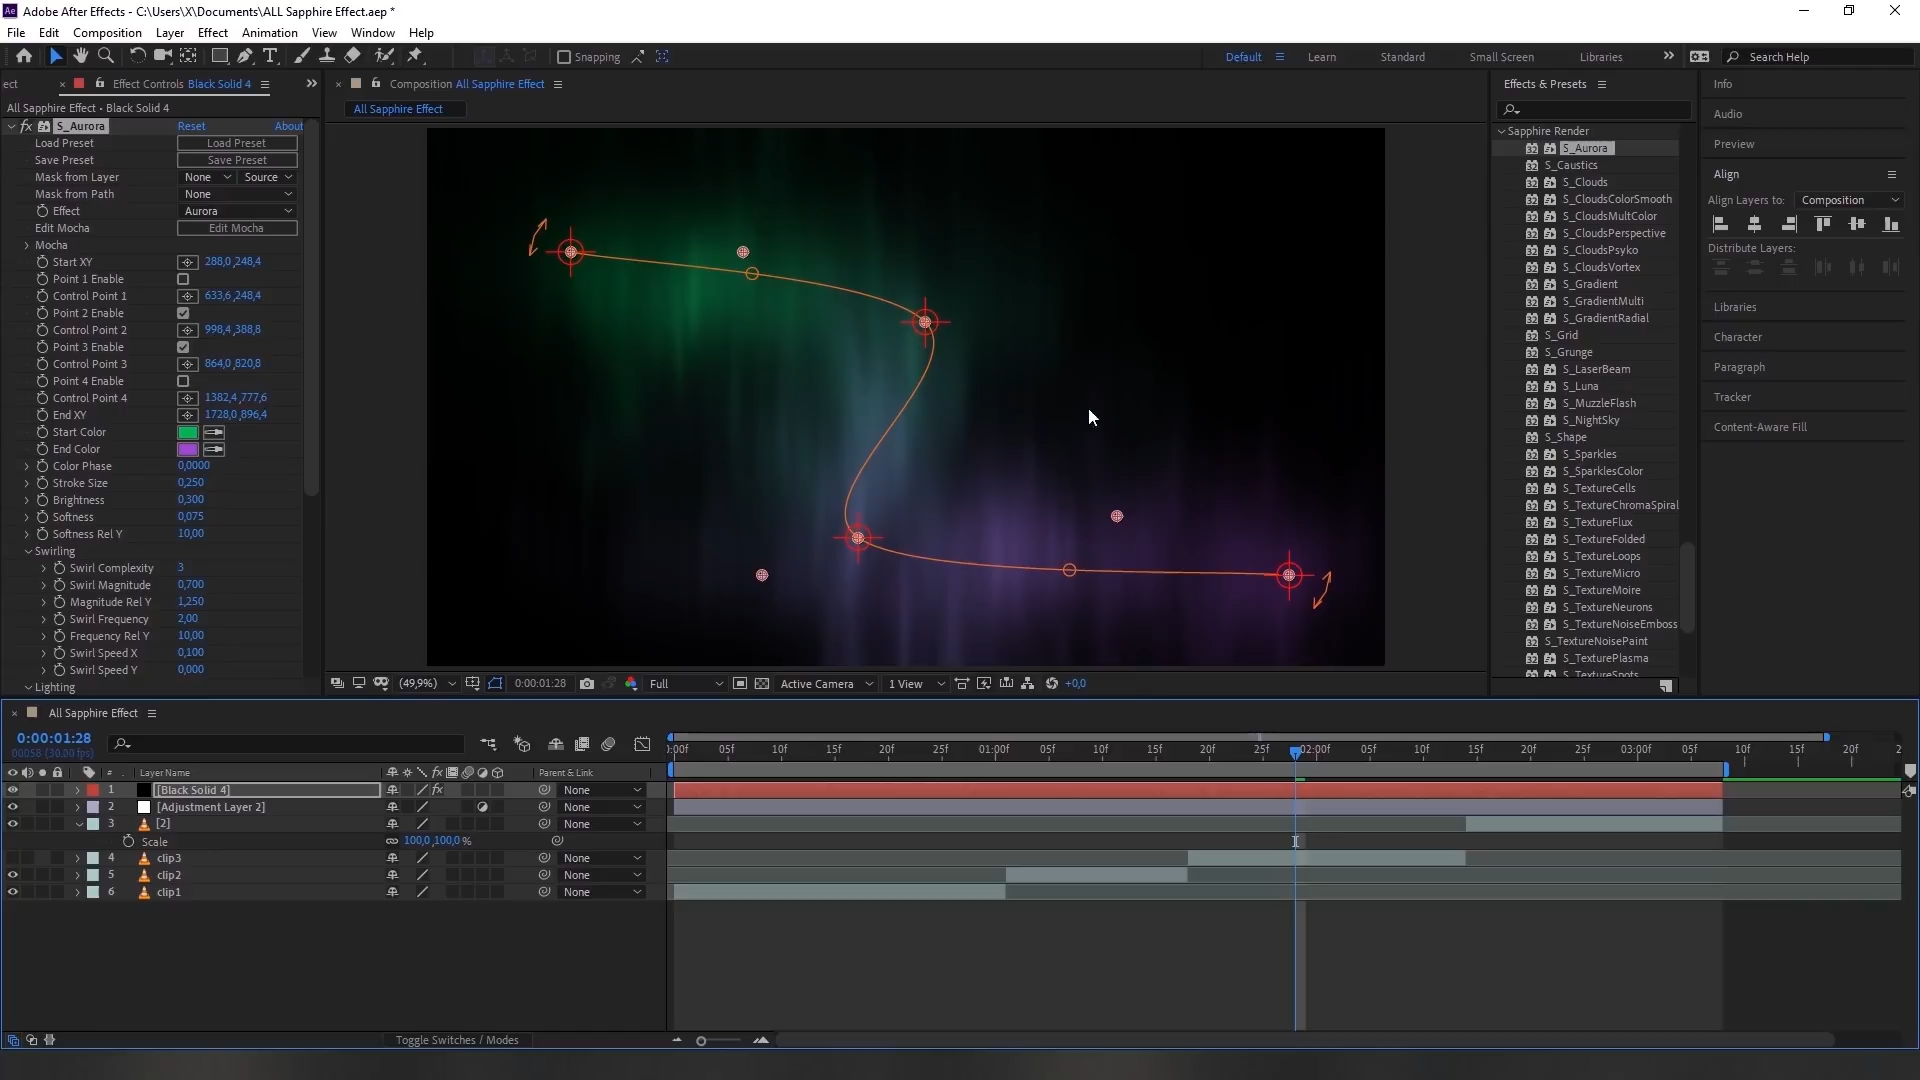 Adobe After Effects - C:\Users\X\Documents\ALL Sapphire Effect.aep *
File Edit Composition Layer Effect Animation View Window Help
Snapping Default Learn Standard Small Screen Libraries Search Help
ect Effect Controls Black Solid 4
All Sapphire Effect • Black Solid 4
fx S_Aurora Reset About
Load Preset Load Preset
Save Preset Save Preset
Mask from Layer None Source
Mask from Path None
Effect Aurora
Edit Mocha Edit Mocha
Mocha
Start XY 288,0,248,4
Point 1 Enable
Control Point 1 633,6,248,4
Point 2 Enable
Control Point 2 998,4,388,8
Point 3 Enable
Control Point 3 864,0,820,8
Point 4 Enable
Control Point 4 1382,4,777,6
End XY 1728,0,896,4
Start Color
End Color
Color Phase 0,0000
Stroke Size 0,250
Brightness 0,300
Softness 0,075
Softness Rel Y 10,00
Swirling
Swirl Complexity 3
Swirl Magnitude 0,700
Magnitude Rel Y 1,250
Swirl Frequency 2,00
Frequency Rel Y 10,00
Swirl Speed X 0,100
Swirl Speed Y 0,000
Lighting
Composition All Sapphire Effect
All Sapphire Effect
(49,9%) 0:00:01:28 Full Active Camera 1 View +0,0
Effects & Presets
Sapphire Render
S_Aurora
S_Caustics
S_Clouds
S_CloudsColorSmooth
S_CloudsMultColor
S_CloudsPerspective
S_CloudsPsyko
S_CloudsVortex
S_Gradient
S_GradientMulti
S_GradientRadial
S_Grid
S_Grunge
S_LaserBeam
S_Luna
S_MuzzleFlash
S_NightSky
S_Shape
S_Sparkles
S_SparklesColor
S_TextureCells
S_TextureChromaSpiral
S_TextureFlux
S_TextureFolded
S_TextureLoops
S_TextureMicro
S_TextureMoire
S_TextureNeurons
S_TextureNoiseEmboss
S_TextureNoisePaint
S_TexturePlasma
S_TextureSpots
Info
Audio
Preview
Align
Align Layers to: Composition
Distribute Layers:
Libraries
Character
Paragraph
Tracker
Content-Aware Fill
All Sapphire Effect
0:00:01:28
00058 (30.00 fps)
:00f 05f 10f 15f 20f 25f 01:00f 05f 10f 15f 20f 25f 02:00f 05f 10f 15f 20f 25f 03:00f 05f 10f 15f 20f 2
# Layer Name Parent & Link
1 [Black Solid 4] fx None
2 [Adjustment Layer 2] None
3 [2] None
Scale 100,0,100,0 %
4 clip3 None
5 clip2 None
6 clip1 None
Toggle Switches / Modes